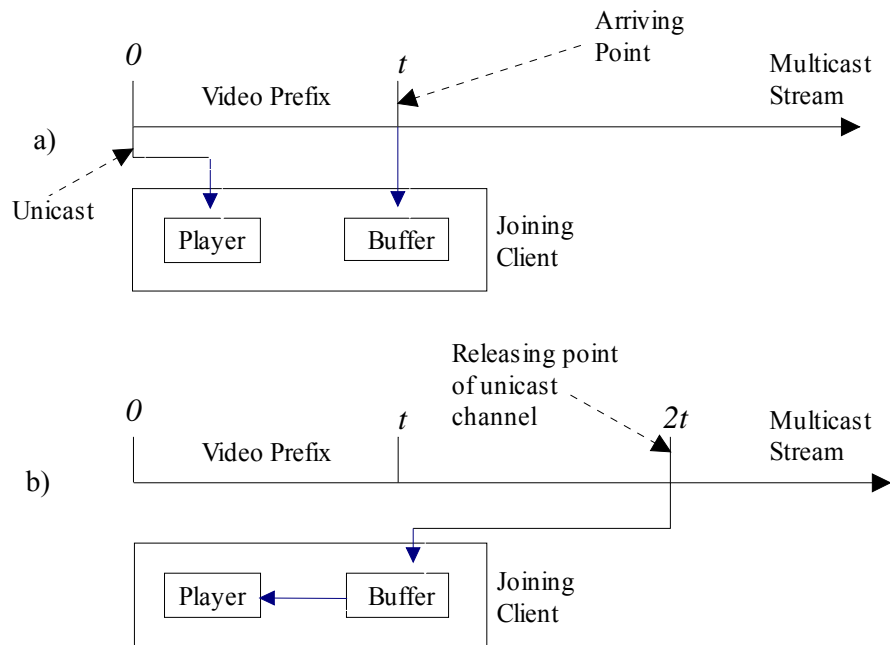 Arriving
Point
0
t
Video Prefix
Multicast
Stream
a)
Unicast
Player
Buffer
Joining
Client
Releasing point
of unicast
channel
0
t
2t
Video Prefix
Multicast
Stream
b)
Player
Buffer
Joining
Client